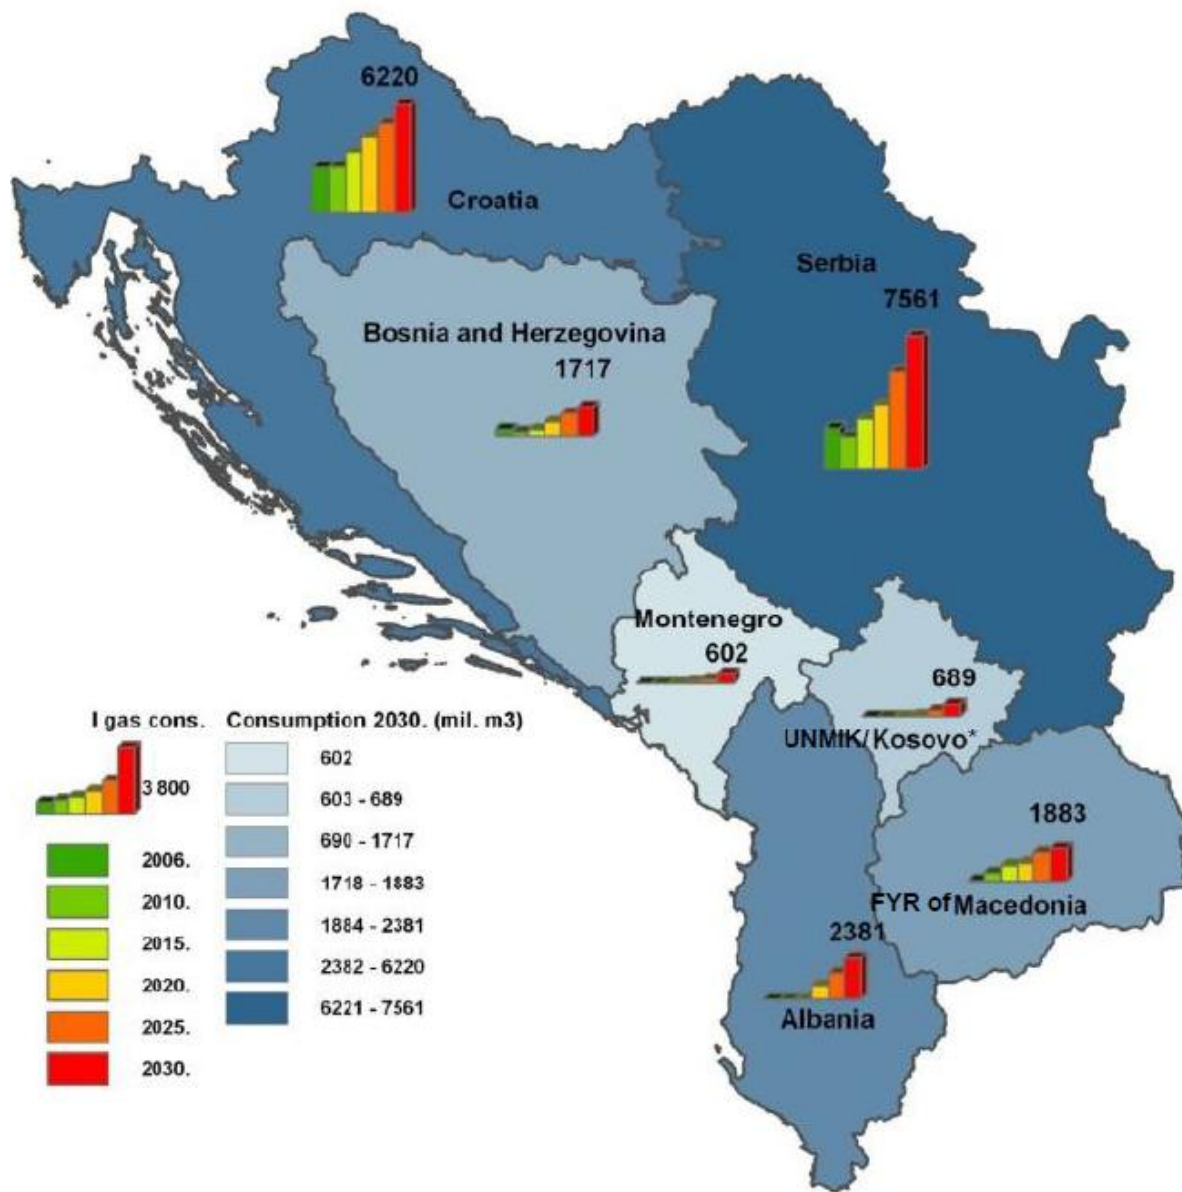 6220
Croatia
Serbia
7561
Bosnia and Herzegovina
1717
Montenegro
602
689
UNMIK/Kosovo*
1883
FYR of Macedonia
2381
Albania
I gas cons. Consumption 2030. (mil. m3)
3 800
602
603 - 689
690 - 1717
1718 - 1883
1884 - 2381
2382 - 6220
6221 - 7561
2006.
2010.
2015.
2020.
2025.
2030.